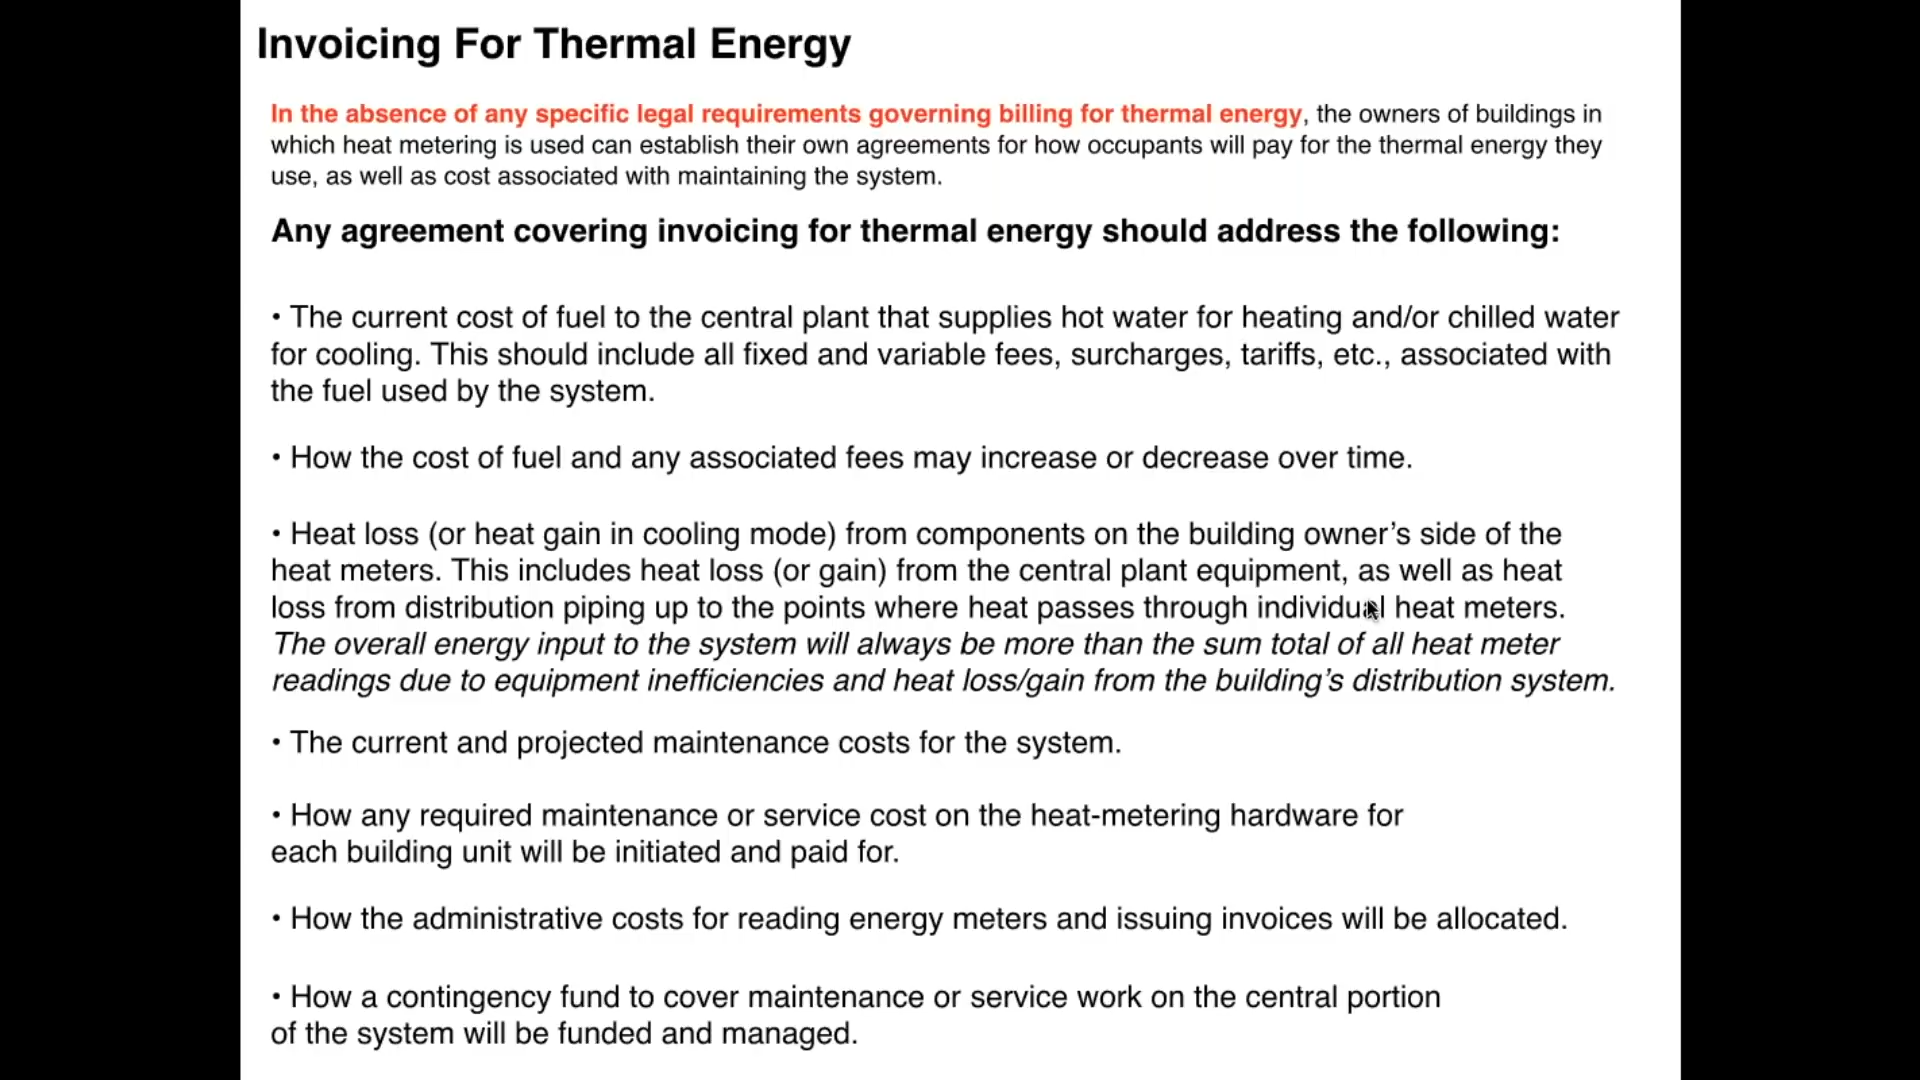 Invoicing For Thermal Energy
In the absence of any specific legal requirements governing billing for thermal energy, the owners of buildings in
which heat metering is used can establish their own agreements for how occupants will pay for the thermal energy they
use, as well as cost associated with maintaining the system.
Any agreement covering invoicing for thermal energy should address the following:
• The current cost of fuel to the central plant that supplies hot water for heating and/or chilled water
for cooling. This should include all fixed and variable fees, surcharges, tariffs, etc., associated with
the fuel used by the system.
• How the cost of fuel and any associated fees may increase or decrease over time.
• Heat loss (or heat gain in cooling mode) from components on the building owner’s side of the
heat meters. This includes heat loss (or gain) from the central plant equipment, as well as heat
loss from distribution piping up to the points where heat passes through individual heat meters.
The overall energy input to the system will always be more than the sum total of all heat meter
readings due to equipment inefficiencies and heat loss/gain from the building’s distribution system.
• The current and projected maintenance costs for the system.
• How any required maintenance or service cost on the heat-metering hardware for
each building unit will be initiated and paid for.
• How the administrative costs for reading energy meters and issuing invoices will be allocated.
• How a contingency fund to cover maintenance or service work on the central portion
of the system will be funded and managed.